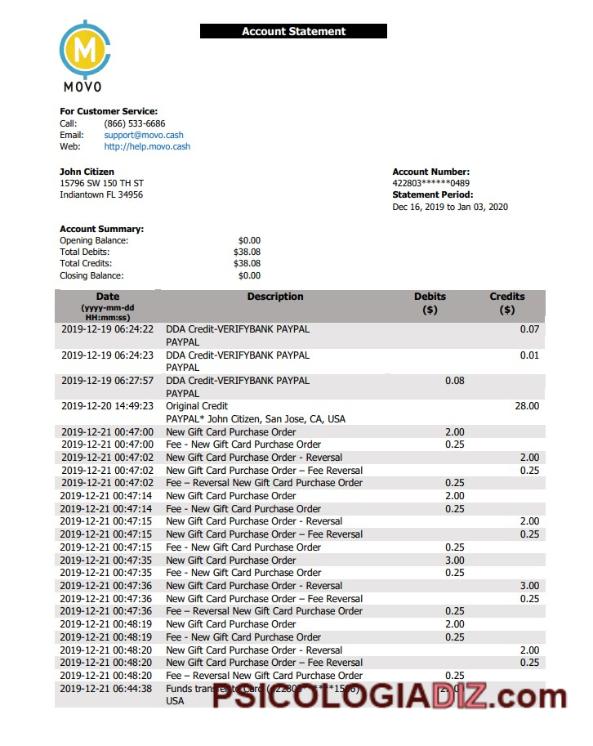 Account Statement
M
MOVO
For Customer Service:
Call: (866) 533-6686
Email: support@movo.cash
Web: http://help.movo.cash
John Citizen
15796 SW 150 TH ST
Indiantown FL 34956
Account Number:
422803******0489
Statement Period:
Dec 16, 2019 to Jan 03, 2020
Account Summary:
Opening Balance: $0.00
Total Debits: $38.08
Total Credits: $38.08
Closing Balance: $0.00
Date Description Debits Credits
(yyyy-mm-dd ($) ($)
HH:mm:ss)
2019-12-19 06:24:22 DDA Credit-VERIFYBANK PAYPAL 0.07
PAYPAL
2019-12-19 06:24:23 DDA Credit-VERIFYBANK PAYPAL 0.01
PAYPAL
2019-12-19 06:27:57 DDA Credit-VERIFYBANK PAYPAL 0.08
PAYPAL
2019-12-20 14:49:23 Original Credit 28.00
PAYPAL* John Citizen, San Jose, CA, USA
2019-12-21 00:47:00 New Gift Card Purchase Order 2.00
2019-12-21 00:47:00 Fee - New Gift Card Purchase Order 0.25
2019-12-21 00:47:02 New Gift Card Purchase Order - Reversal 2.00
2019-12-21 00:47:02 New Gift Card Purchase Order – Fee Reversal 0.25
2019-12-21 00:47:02 Fee – Reversal New Gift Card Purchase Order 0.25
2019-12-21 00:47:14 New Gift Card Purchase Order 2.00
2019-12-21 00:47:14 Fee - New Gift Card Purchase Order 0.25
2019-12-21 00:47:15 New Gift Card Purchase Order - Reversal 2.00
2019-12-21 00:47:15 New Gift Card Purchase Order – Fee Reversal 0.25
2019-12-21 00:47:15 Fee - New Gift Card Purchase Order 0.25
2019-12-21 00:47:35 New Gift Card Purchase Order 3.00
2019-12-21 00:47:35 Fee - New Gift Card Purchase Order 0.25
2019-12-21 00:47:36 New Gift Card Purchase Order - Reversal 3.00
2019-12-21 00:47:36 New Gift Card Purchase Order – Fee Reversal 0.25
2019-12-21 00:47:36 Fee – Reversal New Gift Card Purchase Order 0.25
2019-12-21 00:48:19 New Gift Card Purchase Order 2.00
2019-12-21 00:48:19 Fee - New Gift Card Purchase Order 0.25
2019-12-21 00:48:20 New Gift Card Purchase Order - Reversal 2.00
2019-12-21 00:48:20 New Gift Card Purchase Order – Fee Reversal 0.25
2019-12-21 00:48:20 Fee – Reversal New Gift Card Purchase Order 0.25
2019-12-21 06:44:38 Funds
USA
PSICOLOGIADIZ.com